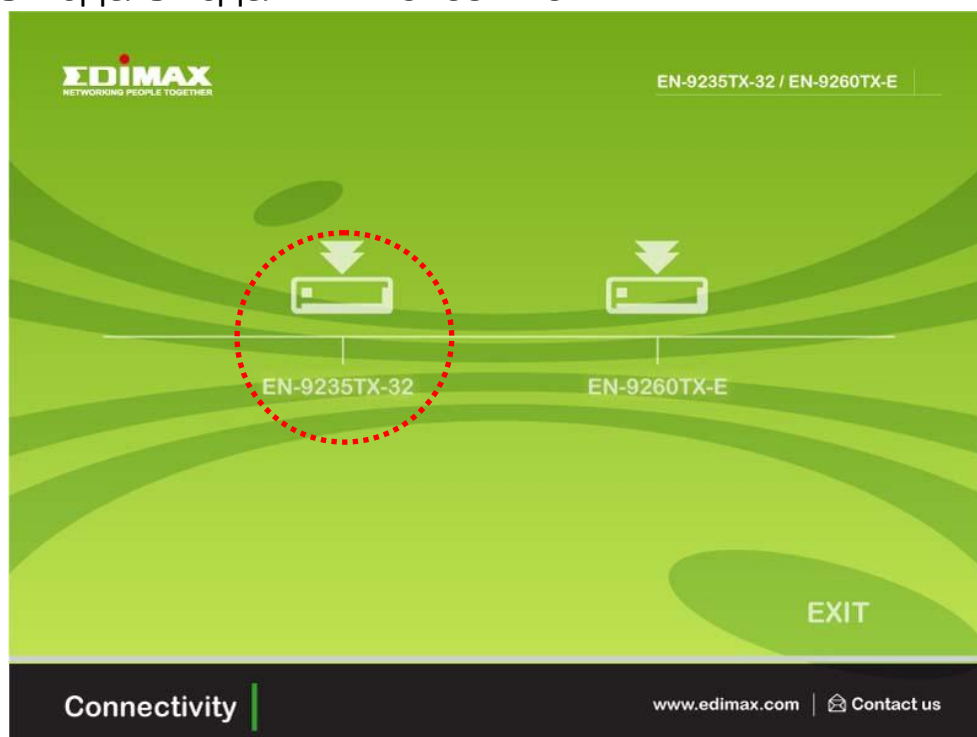 EDIMAX
NETWORKING PEOPLE TOGETHER
EN-9235TX-32 / EN-9260TX-E
EN-9235TX-32
EN-9260TX-E
EXIT
Connectivity
www.edimax.com
Contact us